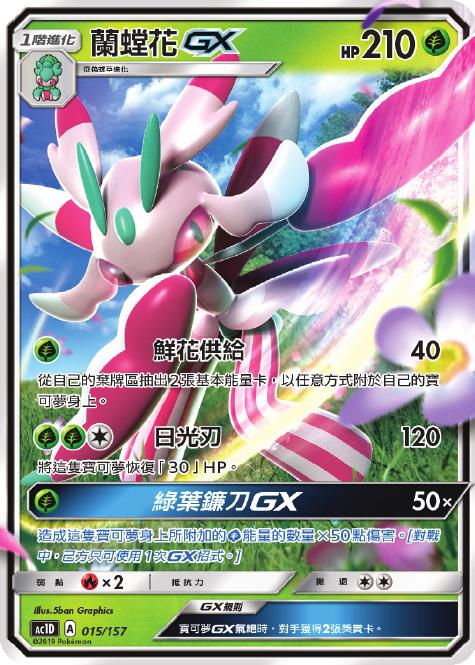 1階進化
蘭螳花GX
HP 210
從偽螳草進化
鮮花供給 40
從自己的棄牌區抽出2張基本能量卡,以任意方式附於自己的寶
可夢身上。
日光刃 120
將這隻寶可夢恢復「30」HP。
綠葉鐮刀GX 50×
造成這隻寶可夢身上所附加的能量的數量×50點傷害。[對戰
中,己方只可使用1次GX招式。]
弱點 ×2 抵抗力 撤退
Illus.5ban Graphics
GX規則
AC1D A 015/157
寶可夢GX氣絕時,對手獲得2張獎賞卡。
©2019 Pokémon